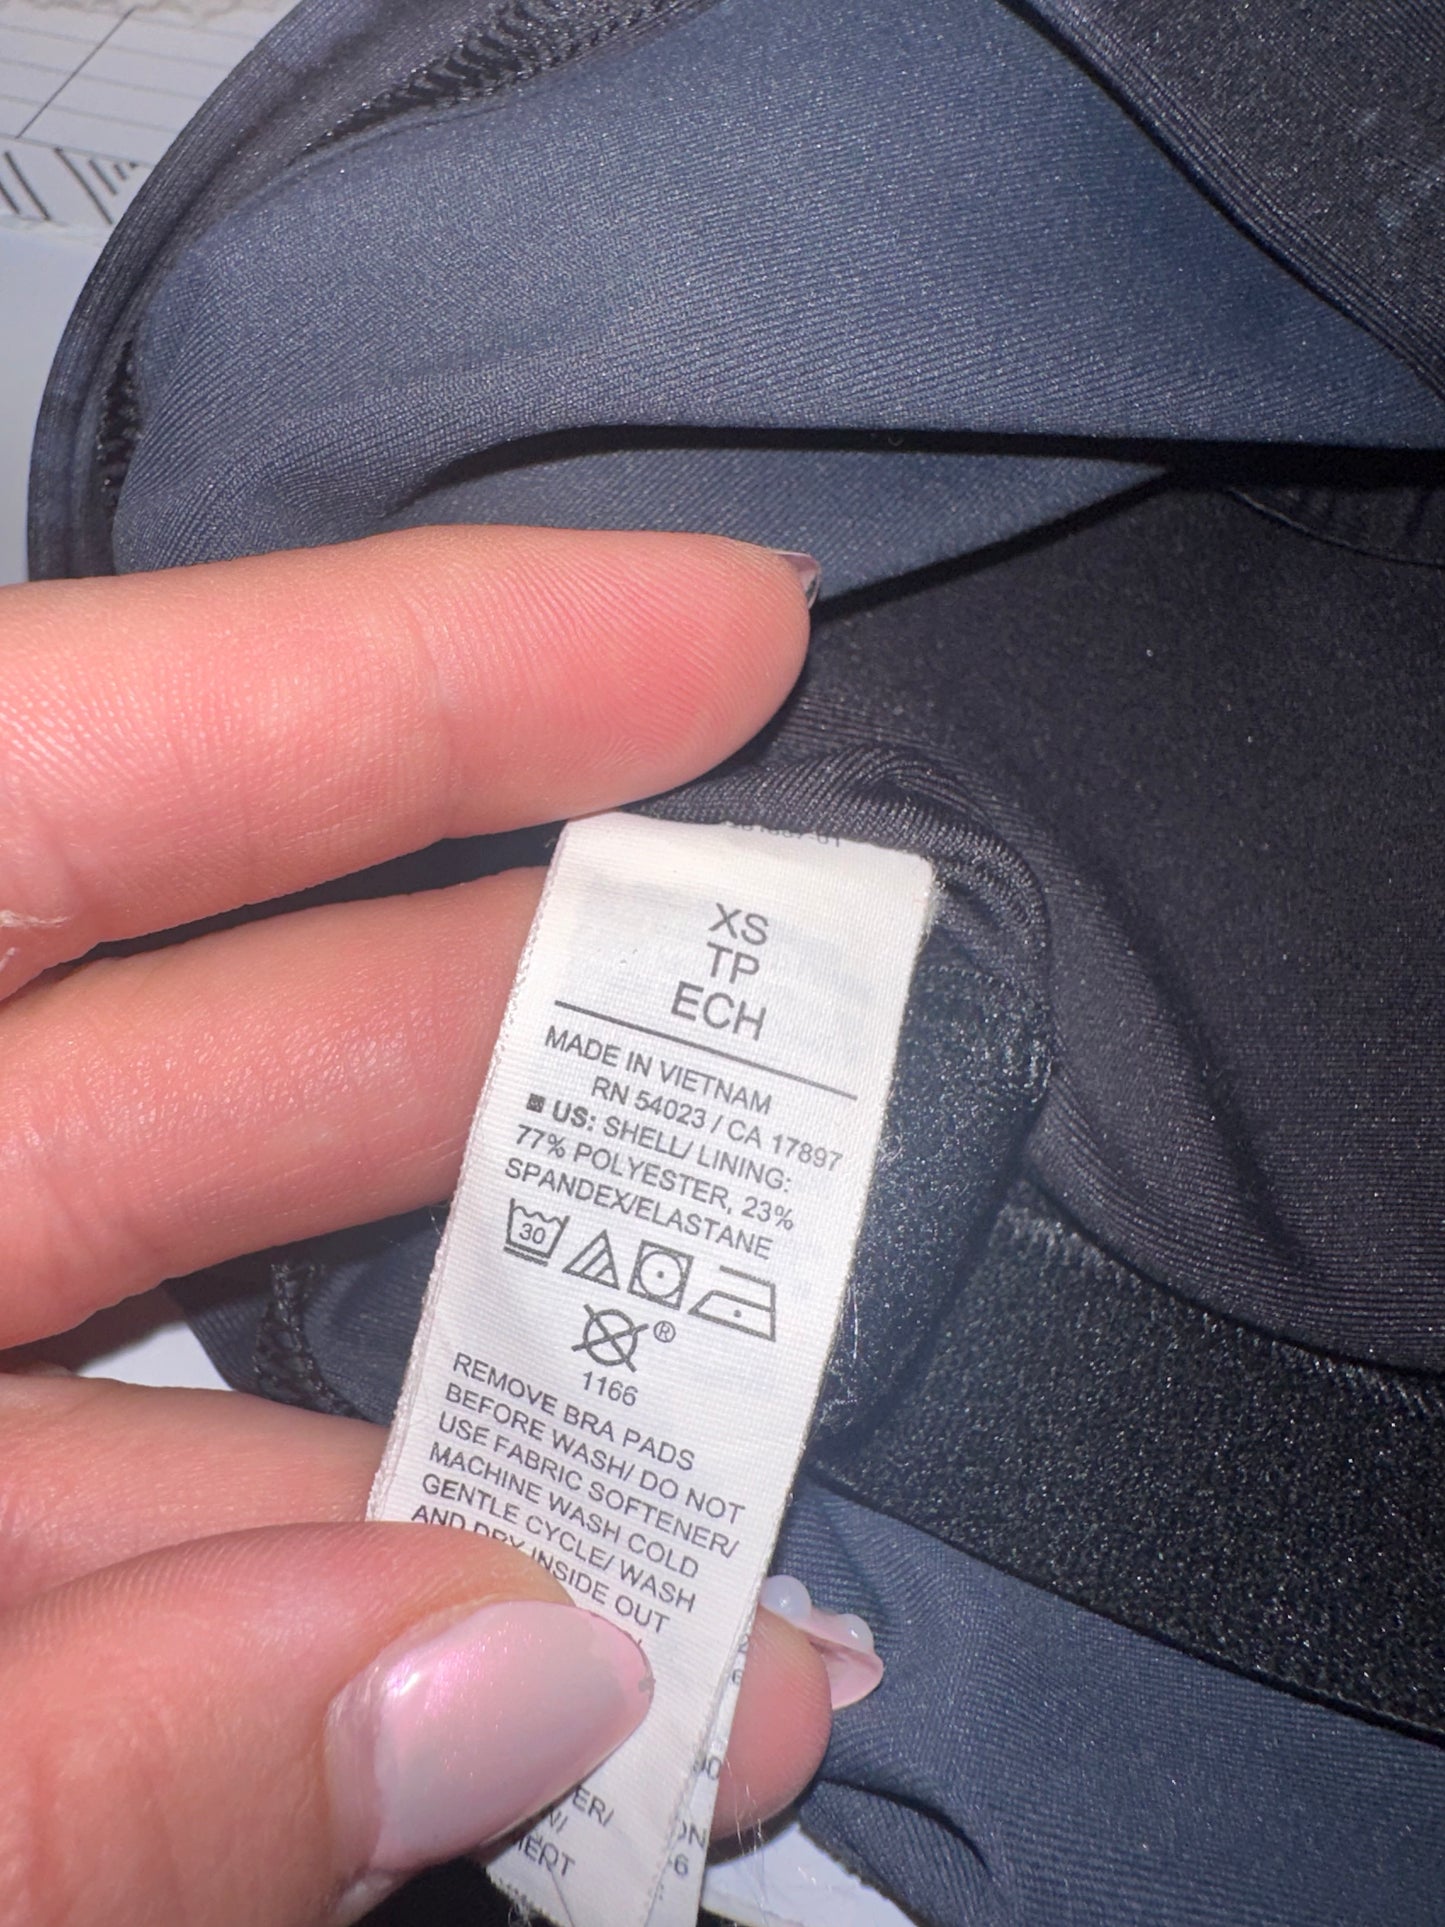 XS
TP
ECH
MADE IN VIETNAM
RN 54023 / CA 17897
US: SHELL/ LINING:
77% POLYESTER, 23%
SPANDEX/ELASTANE
30
®
1166
REMOVE BRA PADS
BEFORE WASH/ DO NOT
USE FABRIC SOFTENER/
MACHINE WASH COLD
GENTLE CYCLE/ WASH
AND DRY INSIDE OUT